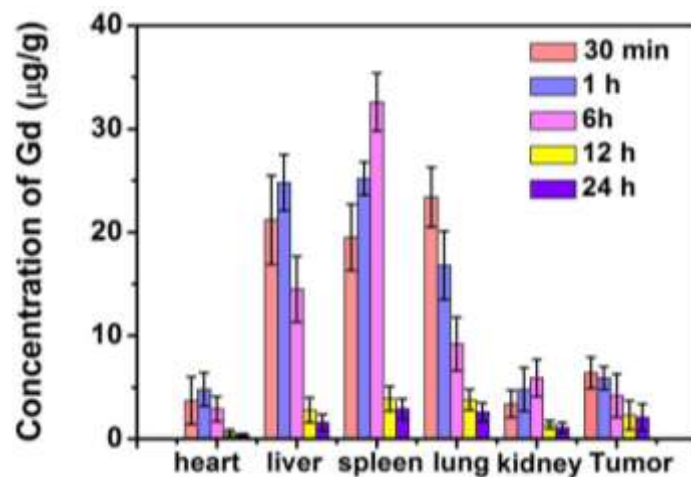 Concentration of Gd (μg/g)
40
30
20
10
0
30 min
1 h
6h
12 h
24 h
heart liver spleen lung kidney Tumor